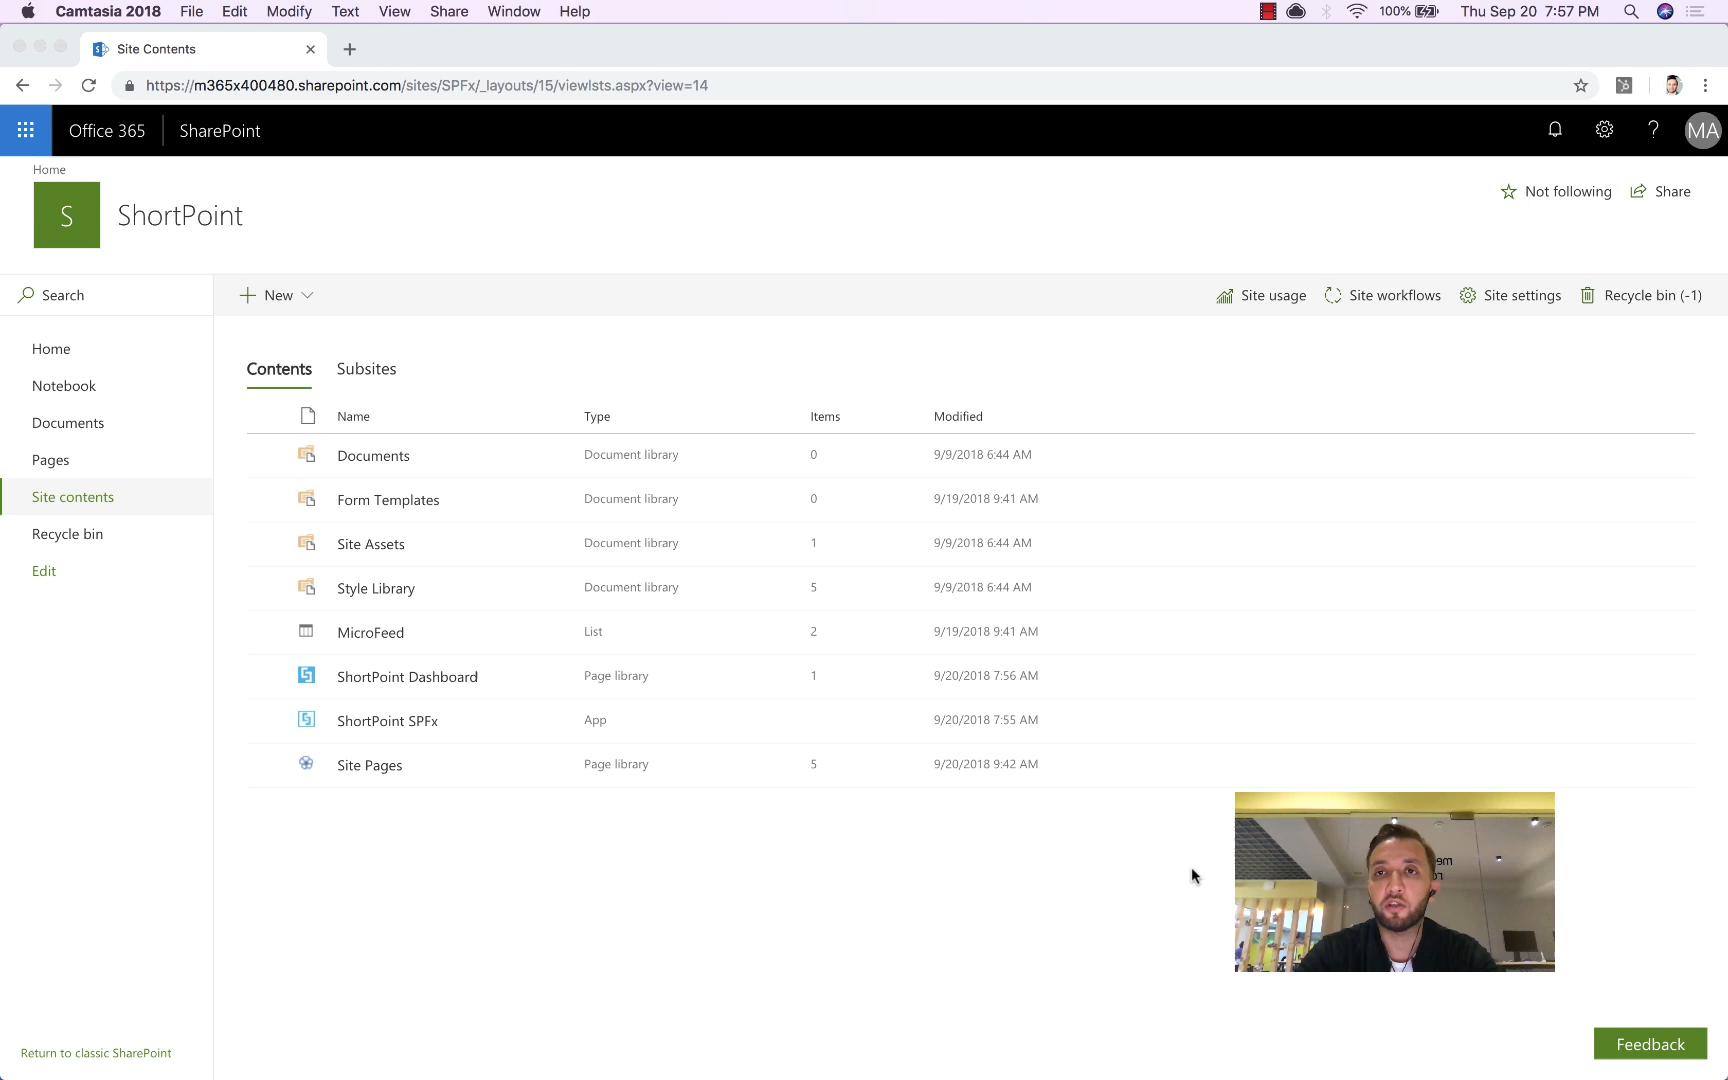 Camtasia 2018 File Edit Modify Text View Share Window Help 100% Thu Sep 20 7:57 PM
Site Contents
https://m365x400480.sharepoint.com/sites/SPFx/_layouts/15/viewlsts.aspx?view=14
Office 365 SharePoint ? MA
Home
S ShortPoint
Not following Share
Search
New
Site usage Site workflows Site settings Recycle bin (-1)
Home
Notebook
Documents
Pages
Site contents
Recycle bin
Edit
Contents Subsites
Name Type Items Modified
Documents Document library 0 9/9/2018 6:44 AM
Form Templates Document library 0 9/19/2018 9:41 AM
Site Assets Document library 1 9/9/2018 6:44 AM
Style Library Document library 5 9/9/2018 6:44 AM
MicroFeed List 2 9/19/2018 9:41 AM
ShortPoint Dashboard Page library 1 9/20/2018 7:56 AM
ShortPoint SPFx App 9/20/2018 7:55 AM
Site Pages Page library 5 9/20/2018 9:42 AM
Return to classic SharePoint
Feedback